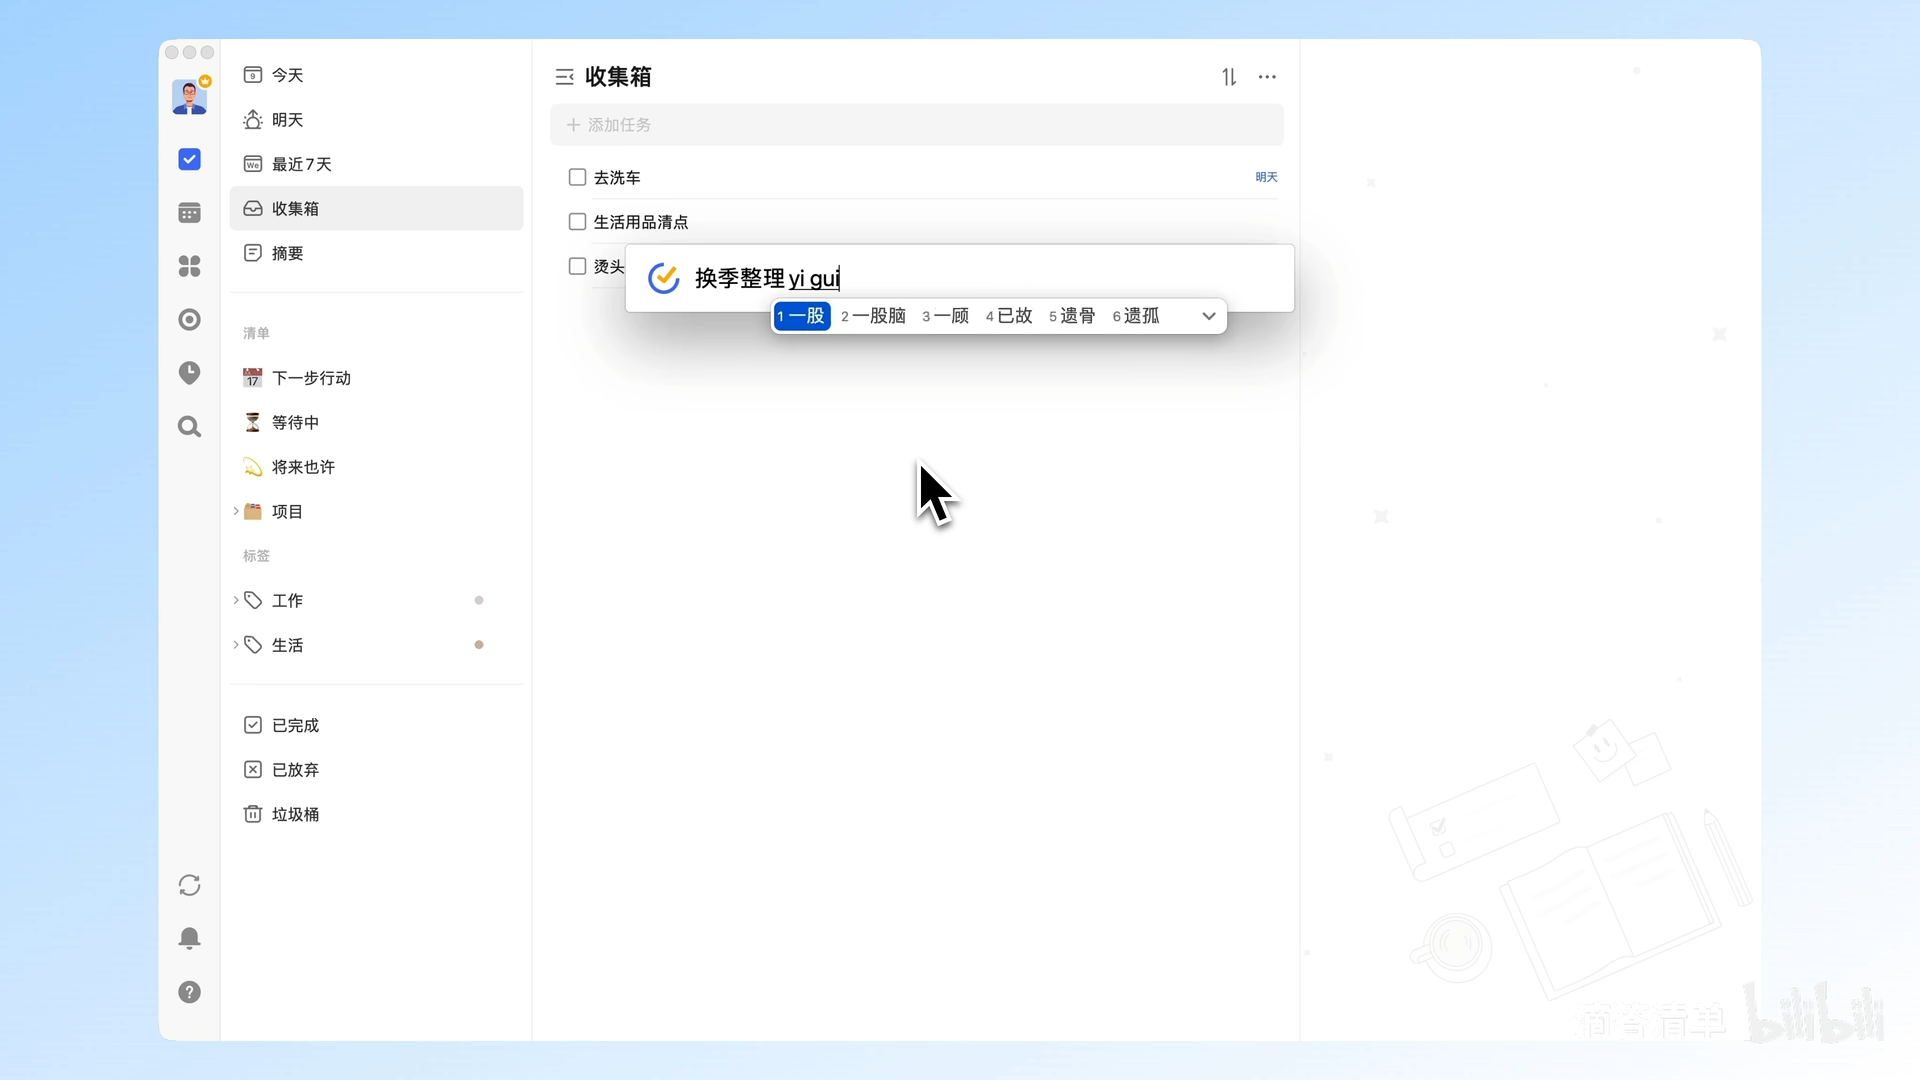 今天
明天
最近7天
收集箱
摘要
清单
下一步行动
等待中
将来也许
项目
标签
工作
生活
已完成
已放弃
垃圾桶
收集箱
添加任务
去洗车 明天
生活用品清点
烫头
换季整理 yi gui
1 一股 2 一股脑 3 一顾 4 已故 5 遗骨 6 遗孤
滴答清单 bilibili